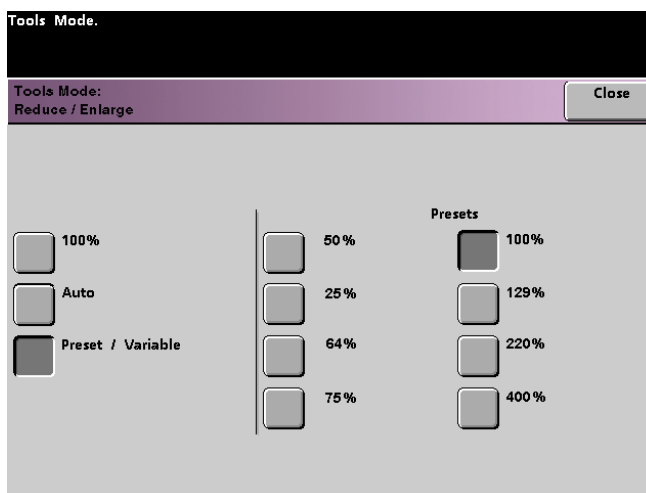 Tools Mode.
Tools Mode:
Reduce / Enlarge
Close
Presets
100%
50%
100%
Auto
25%
129%
Preset / Variable
64%
220%
75%
400%